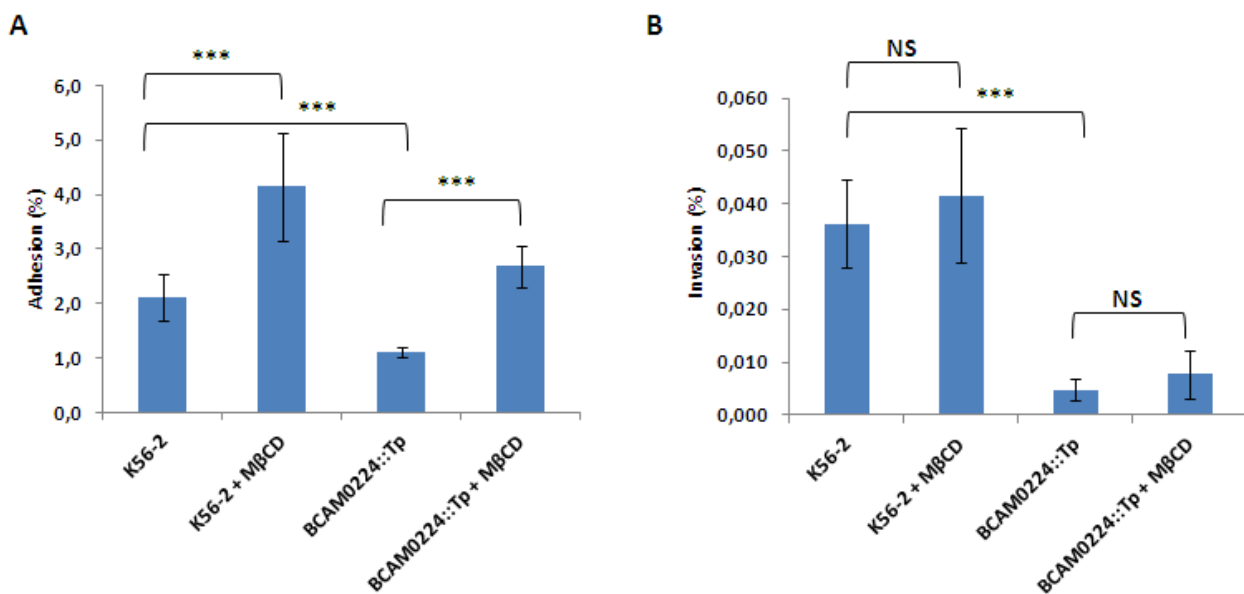 A
***
***
***
6,0
5,0
4,0
3,0
2,0
1,0
0,0
Adhesion (%)
K56-2
K56-2 + MβCD
BCAM0224::Tp
BCAM0224::Tp + MβCD
B
NS
***
NS
0,060
0,050
0,040
0,030
0,020
0,010
0,000
Invasion (%)
K56-2
K56-2 + MβCD
BCAM0224::Tp
BCAM0224::Tp + MβCD